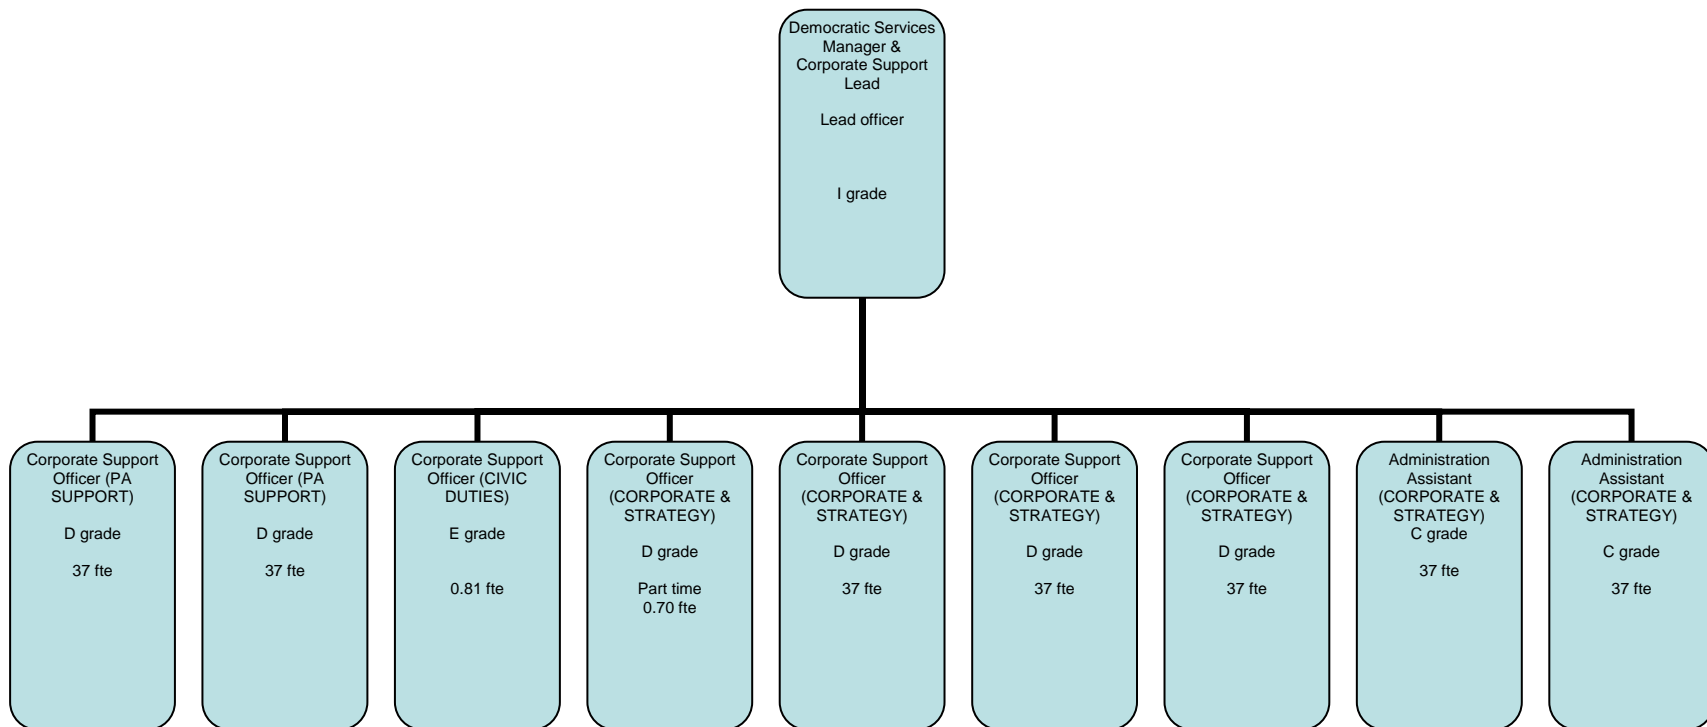 Democratic Services
Manager &
Corporate Support
Lead
Lead officer
I grade
Corporate Support
Officer (PA
SUPPORT)
D grade
37 fte
Corporate Support
Officer (PA
SUPPORT)
D grade
37 fte
Corporate Support
Officer (CIVIC
DUTIES)
E grade
0.81 fte
Corporate Support
Officer
(CORPORATE &
STRATEGY)
D grade
Part time
0.70 fte
Corporate Support
Officer
(CORPORATE &
STRATEGY)
D grade
37 fte
Corporate Support
Officer
(CORPORATE &
STRATEGY)
D grade
37 fte
Corporate Support
Officer
(CORPORATE &
STRATEGY)
D grade
37 fte
Administration
Assistant
(CORPORATE &
STRATEGY)
C grade
37 fte
Administration
Assistant
(CORPORATE &
STRATEGY)
C grade
37 fte